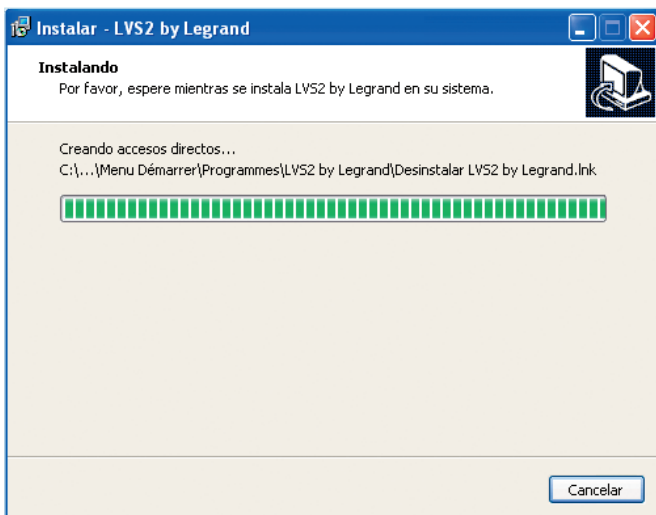 Instalar - LVS2 by Legrand
Instalando
Por favor, espere mientras se instala LVS2 by Legrand en su sistema.
Creando accesos directos...
C:\...\Menu Démarrer\Programmes\LVS2 by Legrand\Desinstalar LVS2 by Legrand.lnk
Cancelar